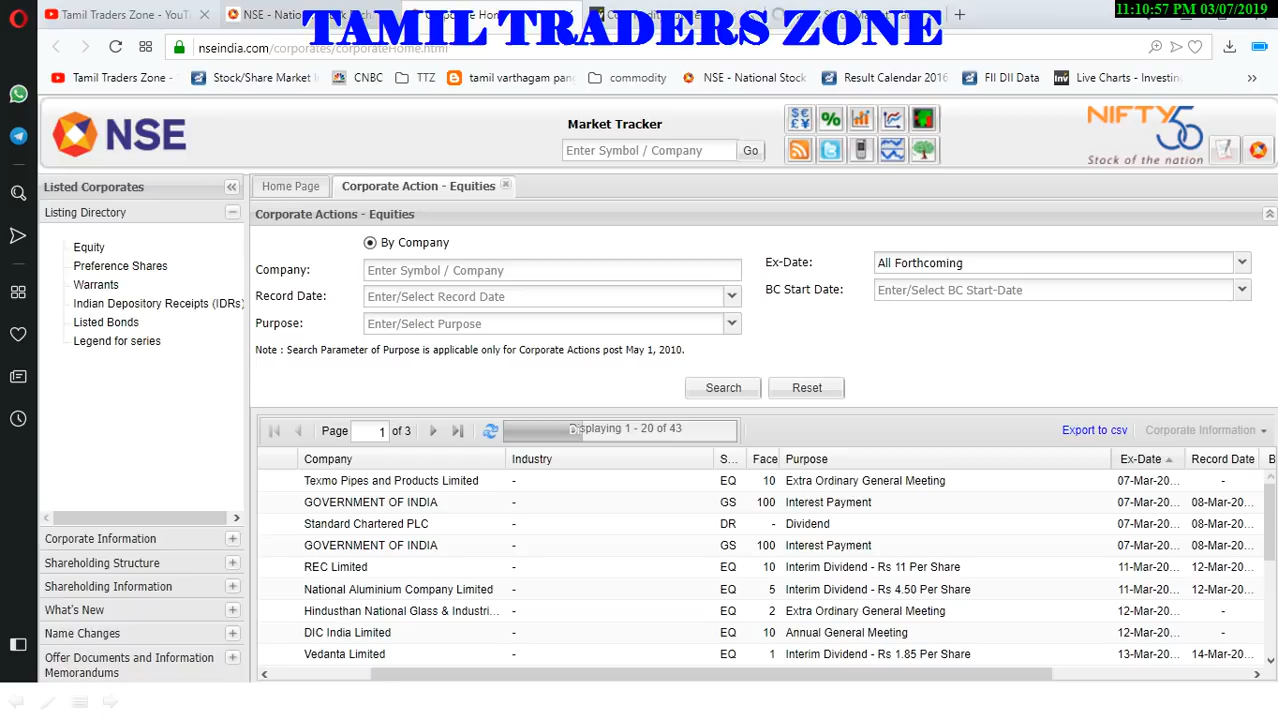 11:10:57 PM 03/07/2019
TAMIL TRADERS ZONE
Tamil Traders Zone - YouT
nseindia.com/corporates/corporateHome.html
Tamil Traders Zone -
Stock/Share Market I
CNBC
TTZ
tamil varthagam pan
commodity
NSE - National Stock
Result Calendar 2016
FII DII Data
Inv
Live Charts - Investin
NSE
Market Tracker
Enter Symbol / Company
Go
NIFTY50
Stock of the nation
Listed Corporates
Home Page
Corporate Action - Equities
Listing Directory
Corporate Actions - Equities
By Company
Equity
Preference Shares
Warrants
Indian Depository Receipts (IDRs)
Listed Bonds
Legend for series
Company:
Enter Symbol / Company
Ex-Date:
All Forthcoming
Record Date:
Enter/Select Record Date
BC Start Date:
Enter/Select BC Start-Date
Purpose:
Enter/Select Purpose
Note : Search Parameter of Purpose is applicable only for Corporate Actions post May 1, 2010.
Search
Reset
Page 1 of 3
Displaying 1 - 20 of 43
Export to csv
Corporate Information
Company Industry S... Face Purpose Ex-Date Record Date B
Texmo Pipes and Products Limited - EQ 10 Extra Ordinary General Meeting 07-Mar-20... -
GOVERNMENT OF INDIA - GS 100 Interest Payment 07-Mar-20... 08-Mar-20...
Standard Chartered PLC - DR - Dividend 07-Mar-20... 08-Mar-20...
GOVERNMENT OF INDIA - GS 100 Interest Payment 07-Mar-20... 08-Mar-20...
REC Limited - EQ 10 Interim Dividend - Rs 11 Per Share 11-Mar-20... 12-Mar-20...
National Aluminium Company Limited - EQ 5 Interim Dividend - Rs 4.50 Per Share 11-Mar-20... 12-Mar-20...
Hindusthan National Glass & Industri... - EQ 2 Extra Ordinary General Meeting 12-Mar-20... -
DIC India Limited - EQ 10 Annual General Meeting 12-Mar-20... -
Vedanta Limited - EQ 1 Interim Dividend - Rs 1.85 Per Share 13-Mar-20... 14-Mar-20...
Corporate Information
Shareholding Structure
Shareholding Information
What's New
Name Changes
Offer Documents and Information
Memorandums